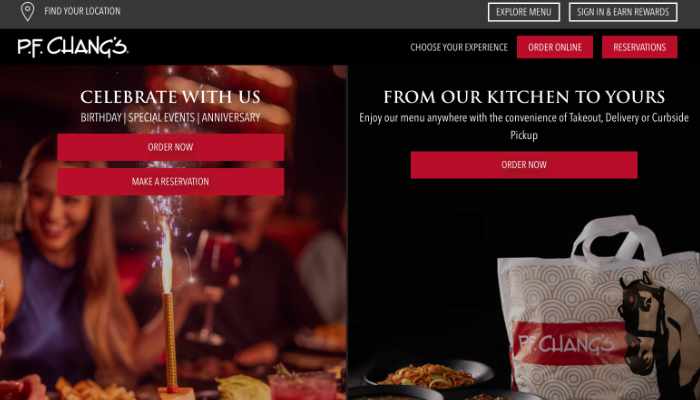 FIND YOUR LOCATION
EXPLORE MENU
SIGN IN & EARN REWARDS
P.F. CHANG'S
CHOOSE YOUR EXPERIENCE
ORDER ONLINE
RESERVATIONS
CELEBRATE WITH US
BIRTHDAY | SPECIAL EVENTS | ANNIVERSARY
ORDER NOW
MAKE A RESERVATION
FROM OUR KITCHEN TO YOURS
Enjoy our menu anywhere with the convenience of Takeout, Delivery or Curbside
Pickup
ORDER NOW
P.F. CHANG'S